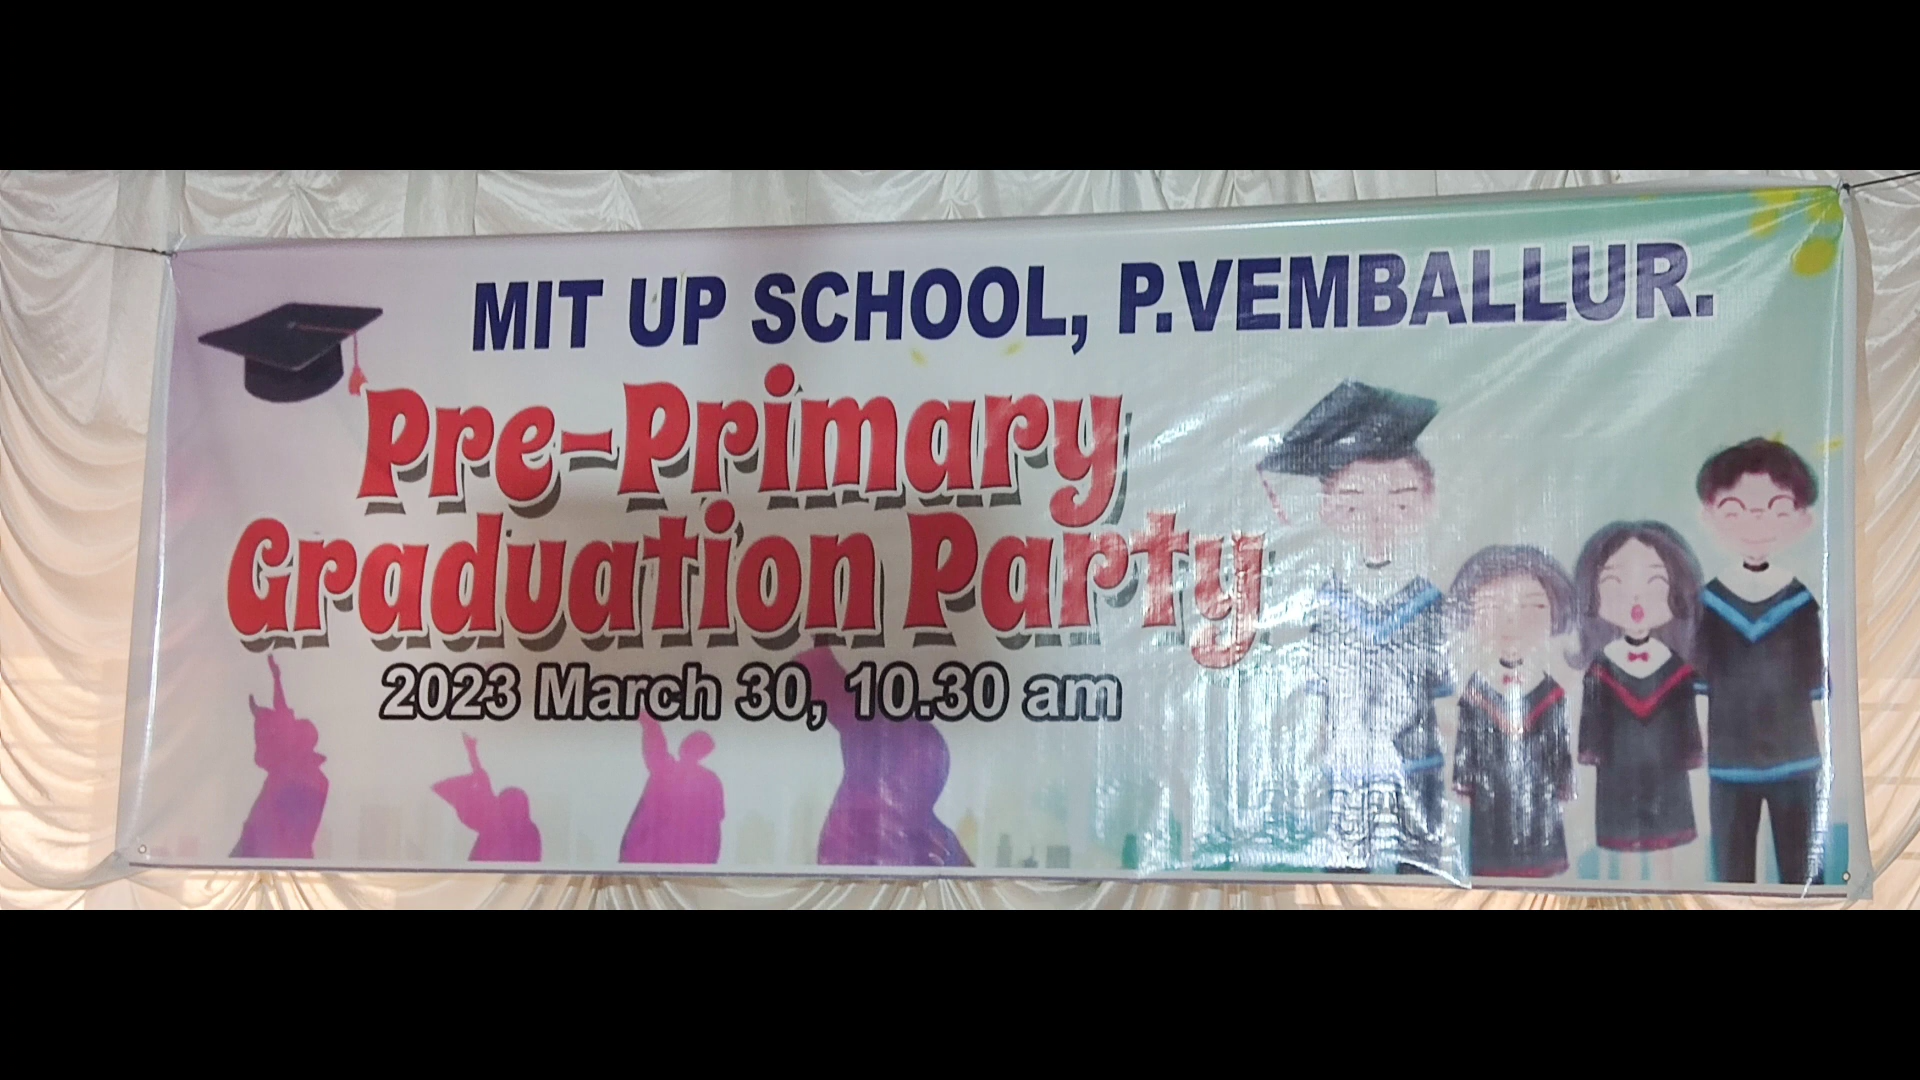 MIT UP SCHOOL, P.VEMBALLUR.
Pre-Primary
Graduation Party
2023 March 30, 10.30 am